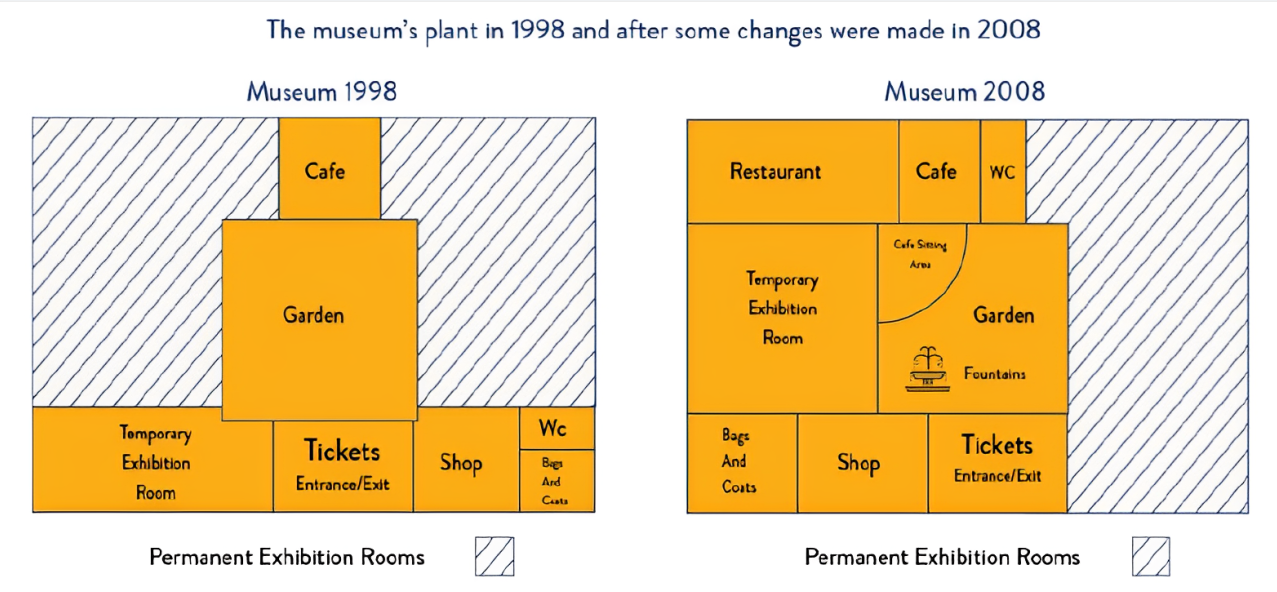 The museum's plant in 1998 and after some changes were made in 2008
Museum 1998
Cafe
Garden
Temporary
Exhibition
Room
Tickets
Entrance/Exit
Shop
Wc
Bags
And
Coats
Permanent Exhibition Rooms
Museum 2008
Restaurant
Cafe
WC
Temporary
Exhibition
Room
Cafe Sitting
Area
Garden
Fountains
Bags
And
Coats
Shop
Tickets
Entrance/Exit
Permanent Exhibition Rooms